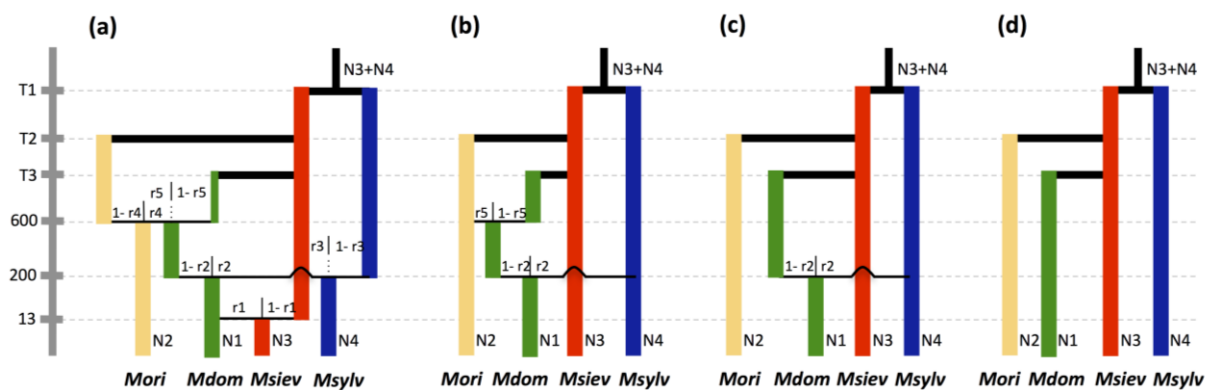 (a) (b) (c) (d)
N3+N4 N3+N4 N3+N4 N3+N4
T1
T2
T3
r5 1- r5
600 1- r4 r4 r5 1- r5
r3 1- r3
200 1- r2 r2 1- r2 r2 1- r2 r2
r1 1- r1
13
N2 N1 N3 N4 N2 N1 N3 N4 N2 N1 N3 N4 N2 N1 N3 N4
Mori Mdom Msiev Msylv Mori Mdom Msiev Msylv Mori Mdom Msiev Msylv Mori Mdom Msiev Msylv